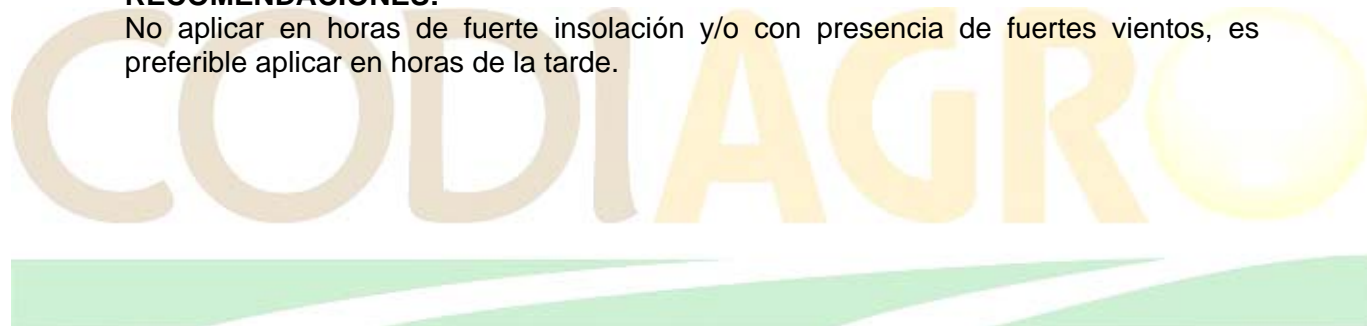 RECOMENDACIONES:
No aplicar en horas de fuerte insolación y/o con presencia de fuertes vientos, es
preferible aplicar en horas de la tarde.
CODIAGRO